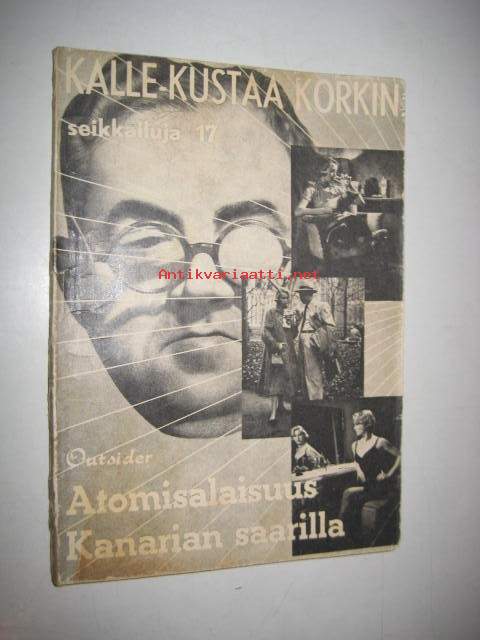 KALLE-KUSTAA KORKIN
seikkailuja 17
Antikvariaatti.net
Outsider
Atomisalaisuus
Kanarian saarilla